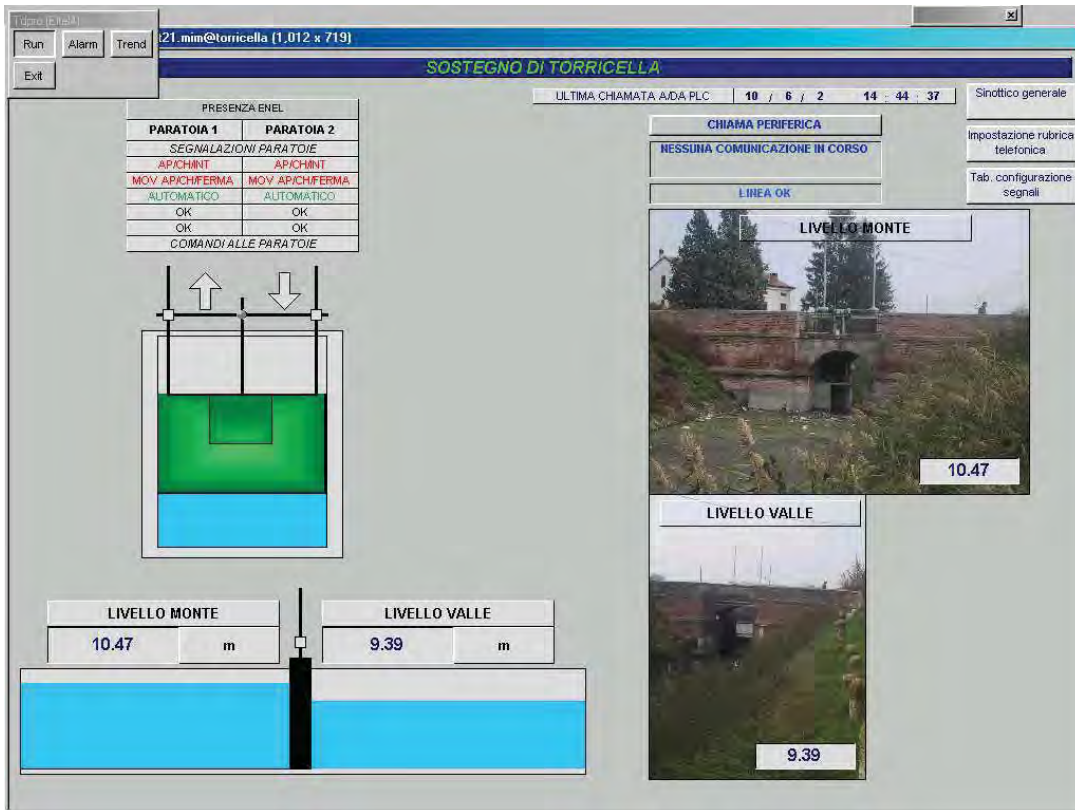 Tdpro (Eltel4)
Run Alarm Trend
Exit
t21.mim@torricella (1,012 x 719)
SOSTEGNO DI TORRICELLA
ULTIMA CHIAMATA A/DA PLC 10 / 6 / 2 14 : 44 : 37
Sinottico generale
Impostazione rubrica
telefonica
Tab. configurazione
segnali
PRESENZA ENEL
PARATOIA 1 PARATOIA 2
SEGNALAZIONI PARATOIE
AP/CH/INT AP/CH/INT
MOV AP/CH/FERMA MOV AP/CH/FERMA
AUTOMATICO AUTOMATICO
OK OK
OK OK
COMANDI ALLE PARATOIE
CHIAMA PERIFERICA
NESSUNA COMUNICAZIONE IN CORSO
LINEA OK
LIVELLO MONTE
10.47
LIVELLO VALLE
9.39
LIVELLO MONTE LIVELLO VALLE
10.47 m 9.39 m